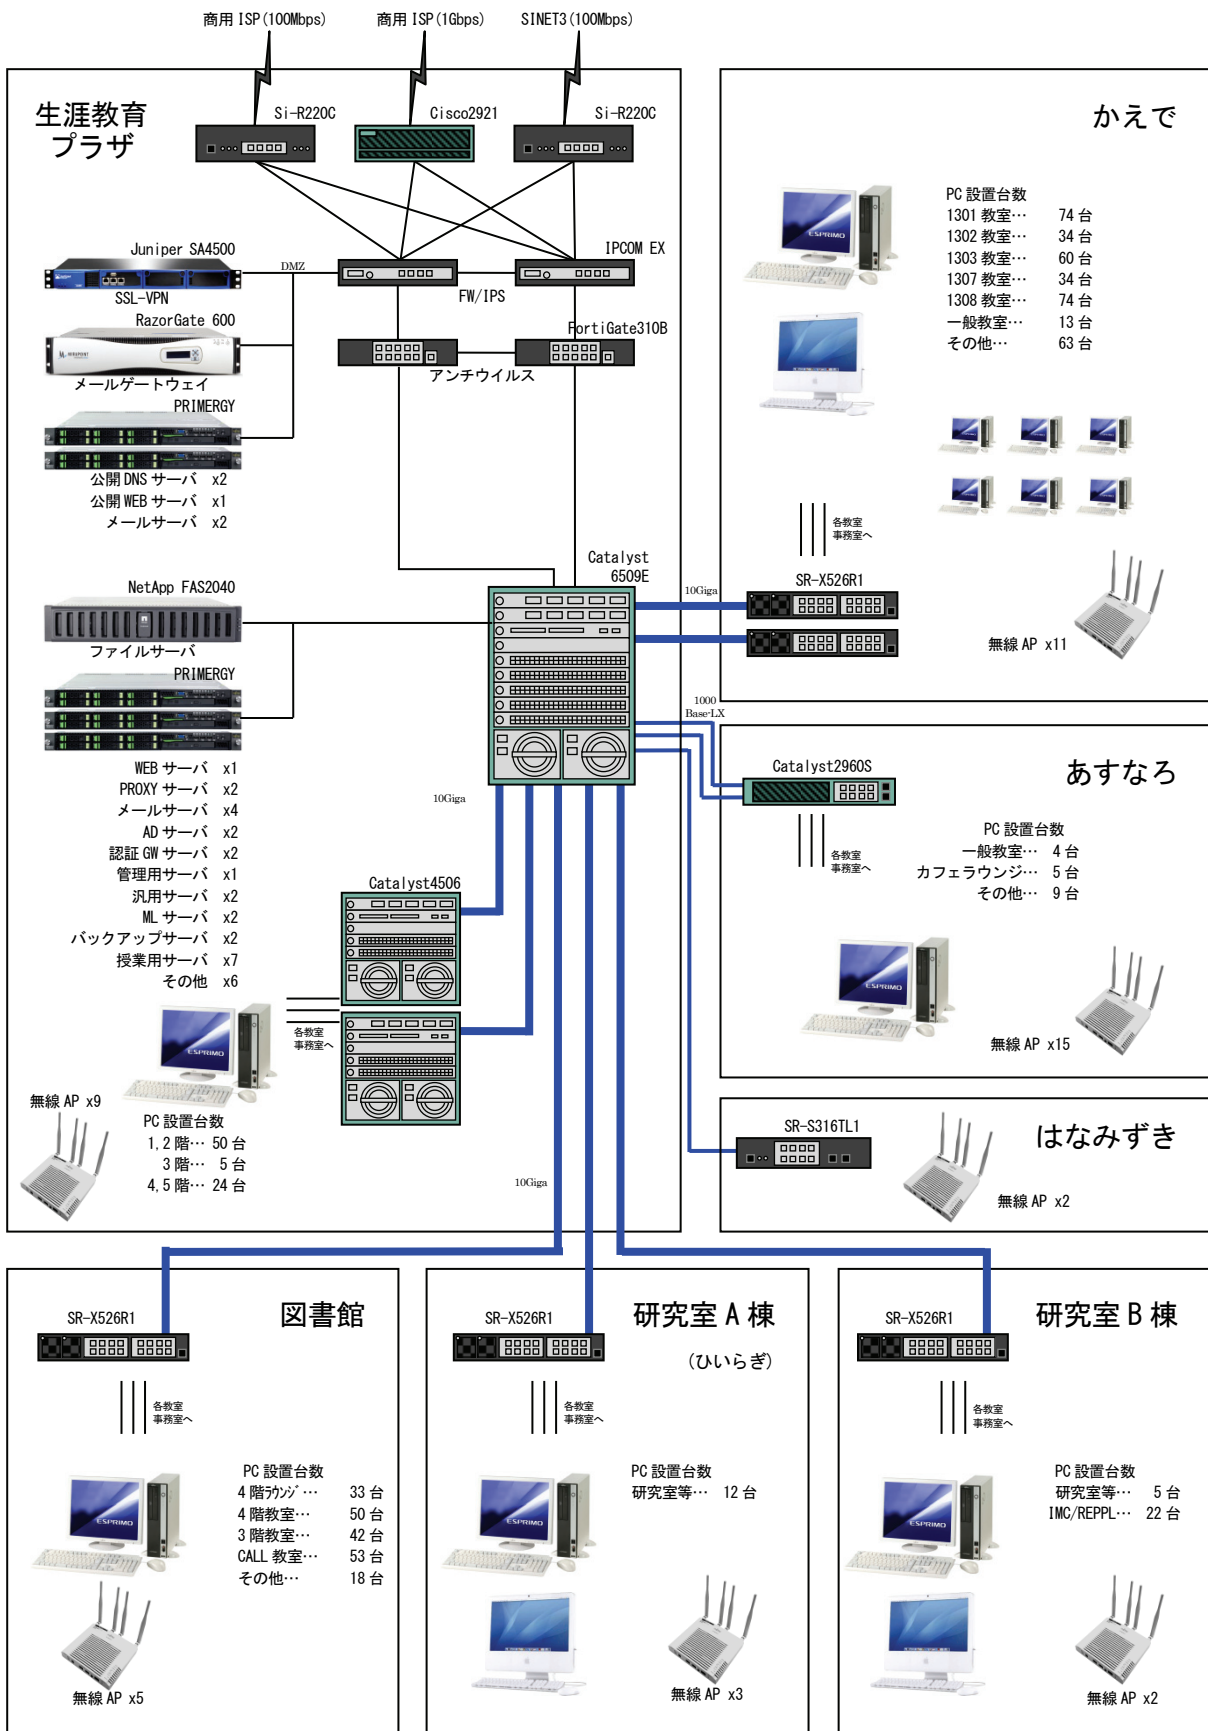 商用 ISP(100Mbps)
商用 ISP(1Gbps)
SINET3(100Mbps)
生涯教育
プラザ
Si-R220C
Cisco2921
Si-R220C
Juniper SA4500
DMZ
IPCOM EX
SSL-VPN
FW/IPS
RazorGate 600
FortiGate310B
メールゲートウェイ
アンチウイルス
PRIMERGY
公開 DNS サーバ x2
公開 WEB サーバ x1
メールサーバ x2
Catalyst
6509E
NetApp FAS2040
ファイルサーバ
PRIMERGY
WEB サーバ x1
PROXY サーバ x2
メールサーバ x4
AD サーバ x2
認証 GW サーバ x2
管理用サーバ x1
汎用サーバ x2
ML サーバ x2
バックアップサーバ x2
授業用サーバ x7
その他 x6
10Giga
Catalyst4506
各教室
事務室へ
ESPRIMO
無線 AP x9
PC 設置台数
1,2 階… 50 台
3 階… 5 台
4,5 階… 24 台
10Giga
かえで
ESPRIMO
PC 設置台数
1301 教室… 74 台
1302 教室… 34 台
1303 教室… 60 台
1307 教室… 34 台
1308 教室… 74 台
一般教室… 13 台
その他… 63 台
各教室
事務室へ
10Giga
SR-X526R1
無線 AP x11
1000
Base-LX
あすなろ
Catalyst2960S
各教室
事務室へ
PC 設置台数
一般教室… 4 台
カフェラウンジ… 5 台
その他… 9 台
ESPRIMO
無線 AP x15
はなみずき
SR-S316TL1
無線 AP x2
図書館
SR-X526R1
各教室
事務室へ
PC 設置台数
4 階ﾗｳﾝｼﾞ… 33 台
4 階教室… 50 台
3 階教室… 42 台
CALL 教室… 53 台
その他… 18 台
ESPRIMO
無線 AP x5
研究室 A 棟
(ひいらぎ)
SR-X526R1
各教室
事務室へ
PC 設置台数
研究室等… 12 台
ESPRIMO
無線 AP x3
研究室 B 棟
SR-X526R1
各教室
事務室へ
PC 設置台数
研究室等… 5 台
IMC/REPPL… 22 台
ESPRIMO
無線 AP x2